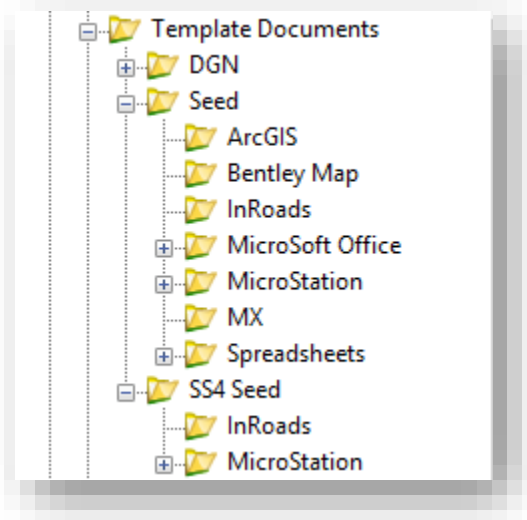 Template Documents
DGN
Seed
ArcGIS
Bentley Map
InRoads
MicroSoft Office
MicroStation
MX
Spreadsheets
SS4 Seed
InRoads
MicroStation